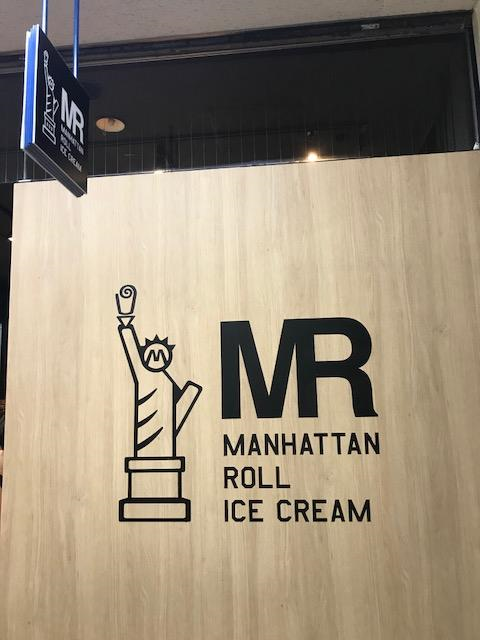 MR
MANHATTAN
ROLL
ICE CREAM
MR
MANHATTAN
ROLL
ICE CREAM